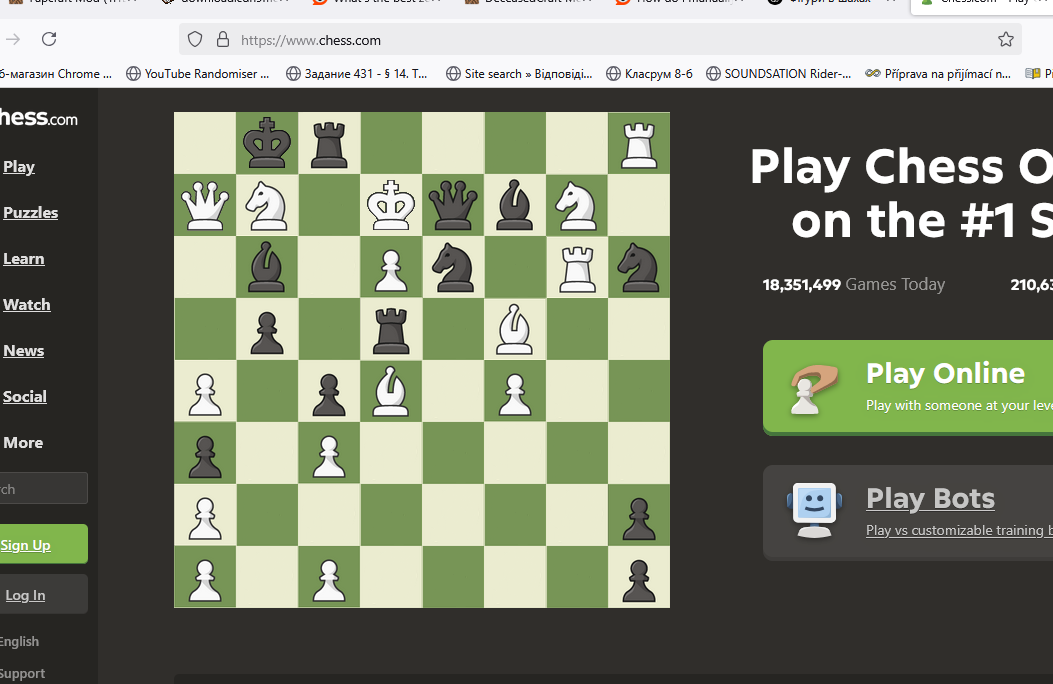 https://www.chess.com
б-магазин Chrome ...
YouTube Randomiser ...
Задание 431 - § 14. Т...
Site search » Відповіді...
Класрум 8-б
SOUNDSATION Rider-...
Příprava na přijímací n...
hess.com
Play
Puzzles
Learn
Watch
News
Social
More
rch
Sign Up
Log In
English
Support
Play Chess O
on the #1 S
18,351,499 Games Today
210,63
Play Online
Play with someone at your leve
Play Bots
Play vs customizable training b